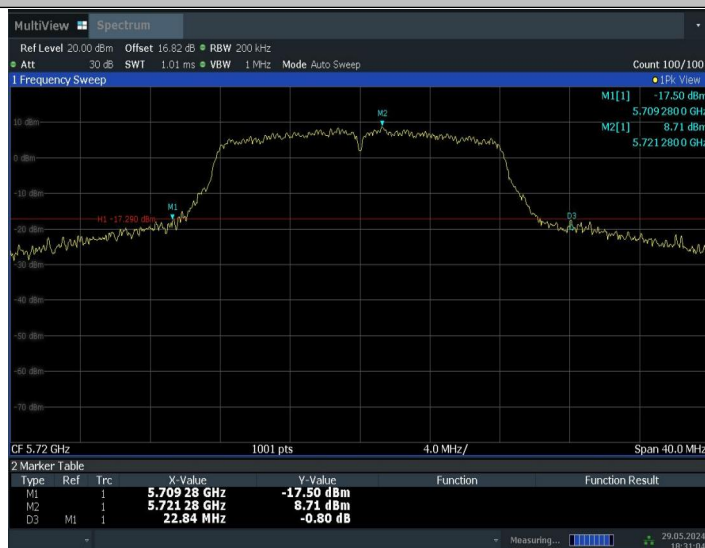 MultiView Spectrum
Ref Level 20.00 dBm Offset 16.82 dB RBW 200 kHz
Att 30 dB SWT 1.01 ms VBW 1 MHz Mode Auto Sweep Count 100/100
1 Frequency Sweep 1Pk View
M1[1] -17.50 dBm
5.709 280 0 GHz
M2[1] 8.71 dBm
5.721 280 0 GHz
M2
10 dBm
0 dBm
-10 dBm
M1
H1 -17.290 dBm
D3
-20 dBm
-30 dBm
-40 dBm
-50 dBm
-60 dBm
-70 dBm
CF 5.72 GHz 1001 pts 4.0 MHz/ Span 40.0 MHz
2 Marker Table
Type Ref Trc X-Value Y-Value Function Function Result
M1 1 5.709 28 GHz -17.50 dBm
M2 1 5.721 28 GHz 8.71 dBm
D3 M1 1 22.84 MHz -0.80 dB
Measuring... 29.05.2024